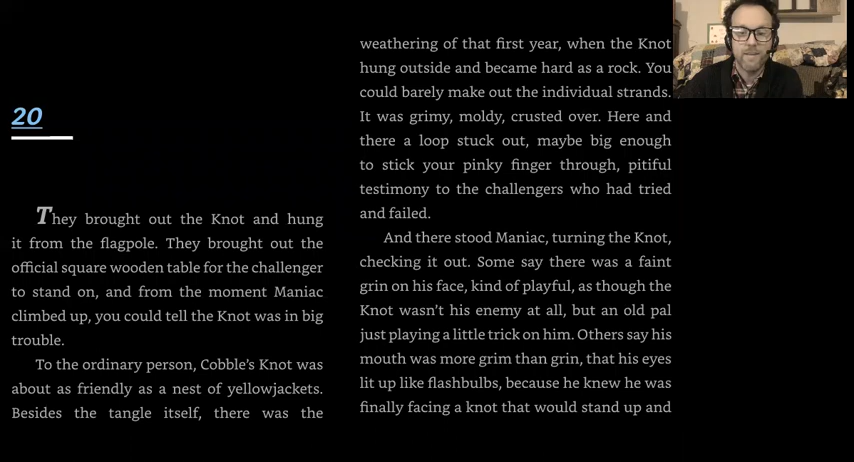 20
They brought out the Knot and hung
it from the flagpole. They brought out the
official square wooden table for the challenger
to stand on, and from the moment Maniac
climbed up, you could tell the Knot was in big
trouble.
To the ordinary person, Cobble's Knot was
about as friendly as a nest of yellowjackets.
Besides the tangle itself, there was the
weathering of that first year, when the Knot
hung outside and became hard as a rock. You
could barely make out the individual strands.
It was grimy, moldy, crusted over. Here and
there a loop stuck out, maybe big enough
to stick your pinky finger through, pitiful
testimony to the challengers who had tried
and failed.
And there stood Maniac, turning the Knot,
checking it out. Some say there was a faint
grin on his face, kind of playful, as though the
Knot wasn't his enemy at all, but an old pal
just playing a little trick on him. Others say his
mouth was more grim than grin, that his eyes
lit up like flashbulbs, because he knew he was
finally facing a knot that would stand up and